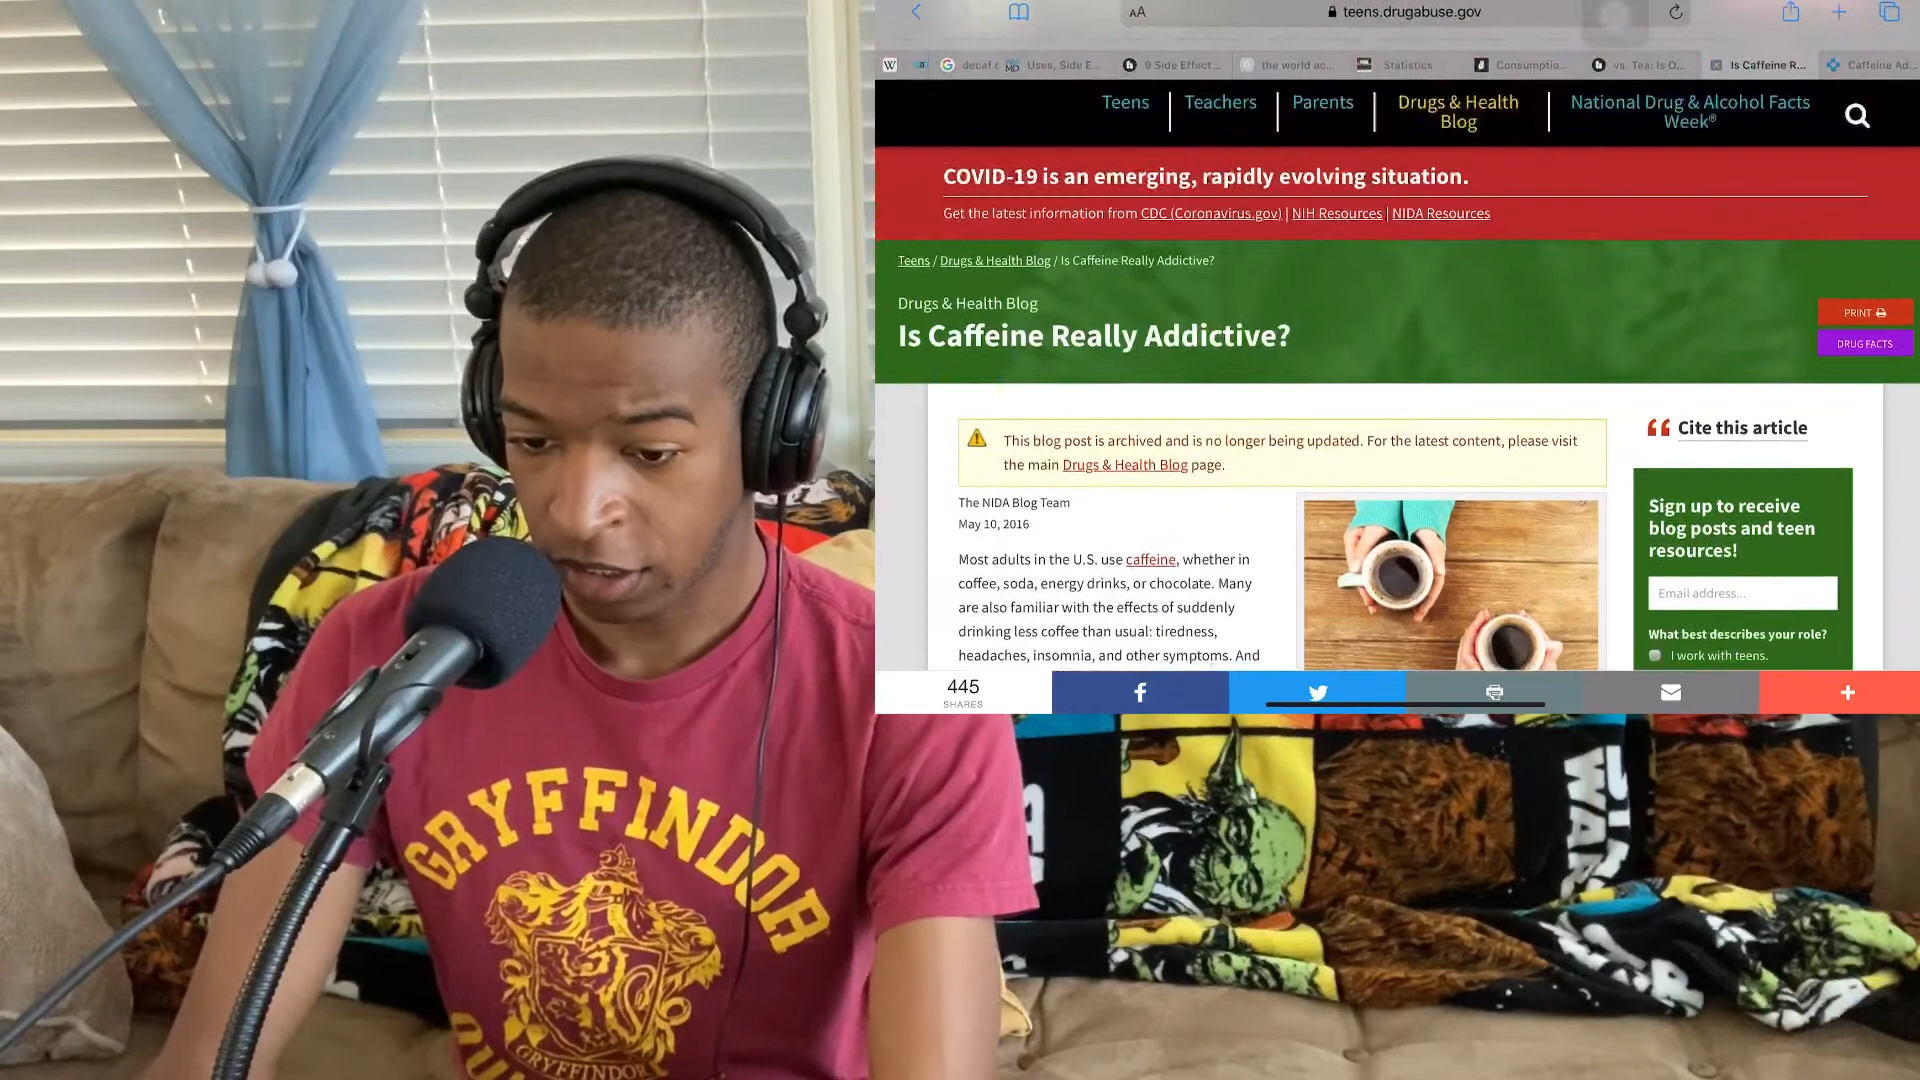 AA
teens.drugabuse.gov
W
decaf c
MD
Uses, Side E...
9 Side Effect...
the world ac...
Statistics
Consumptio...
vs. Tea: Is O...
Is Caffeine R...
Caffeine Ad...
Teens
Teachers
Parents
Drugs & Health
Blog
National Drug & Alcohol Facts
Week®
COVID-19 is an emerging, rapidly evolving situation.
Get the latest information from CDC (Coronavirus.gov) | NIH Resources | NIDA Resources
Teens / Drugs & Health Blog / Is Caffeine Really Addictive?
Drugs & Health Blog
Is Caffeine Really Addictive?
PRINT
DRUG FACTS
This blog post is archived and is no longer being updated. For the latest content, please visit
the main Drugs & Health Blog page.
The NIDA Blog Team
May 10, 2016
Most adults in the U.S. use caffeine, whether in
coffee, soda, energy drinks, or chocolate. Many
are also familiar with the effects of suddenly
drinking less coffee than usual: tiredness,
headaches, insomnia, and other symptoms. And
Cite this article
Sign up to receive
blog posts and teen
resources!
Email address...
What best describes your role?
I work with teens.
445
SHARES
GRYFFINDOR
GRYFFINDOR
QUI
WARS